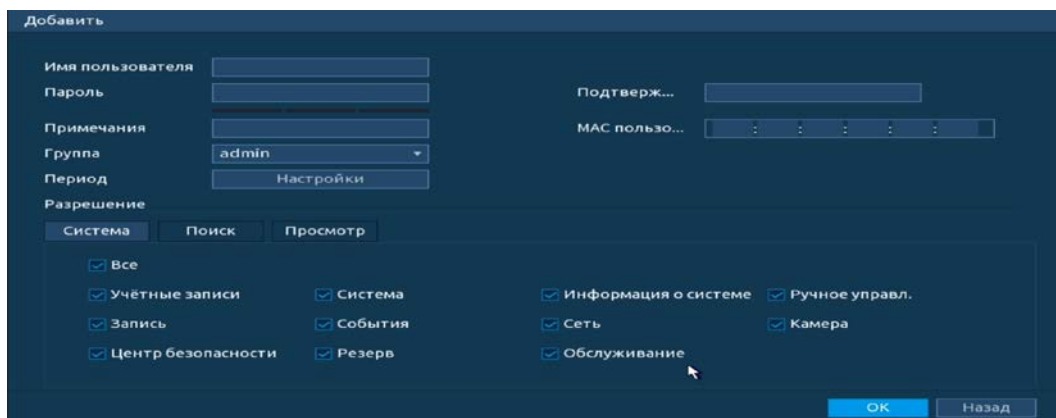 Добавить
Имя пользователя
Пароль
Подтверж...
Примечания
MAC пользо...
: : : : :
Группа
admin
Период
Настройки
Разрешение
Система Поиск Просмотр
Все
Учётные записи Система Информация о системе Ручное управл.
Запись События Сеть Камера
Центр безопасности Резерв Обслуживание
OK Назад